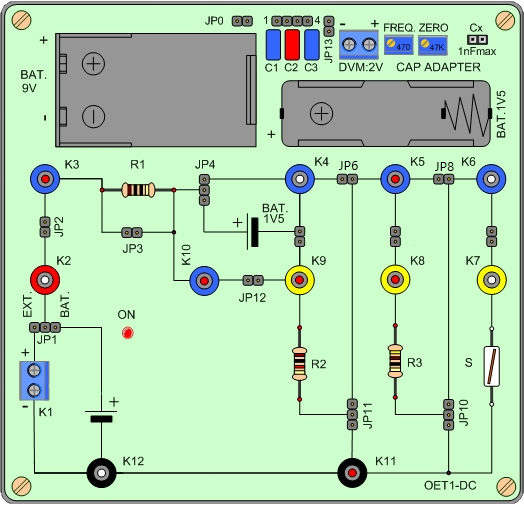 JP0 1 4 JP13 - + FREQ. ZERO Cx
470 47K 1nFmax
C1 C2 C3 DVM:2V CAP ADAPTER
+ BAT. 9V -
+ - + BAT.1V5
K3 R1 JP4 K4 JP6 K5 JP8 K6
JP2 JP3 + BAT. 1V5
K2 K10 JP12 K9 K8 K7
EXT. BAT. JP1 ON
+ K1 - +
R2 R3 S
JP11 JP10
K12 K11 OET1-DC